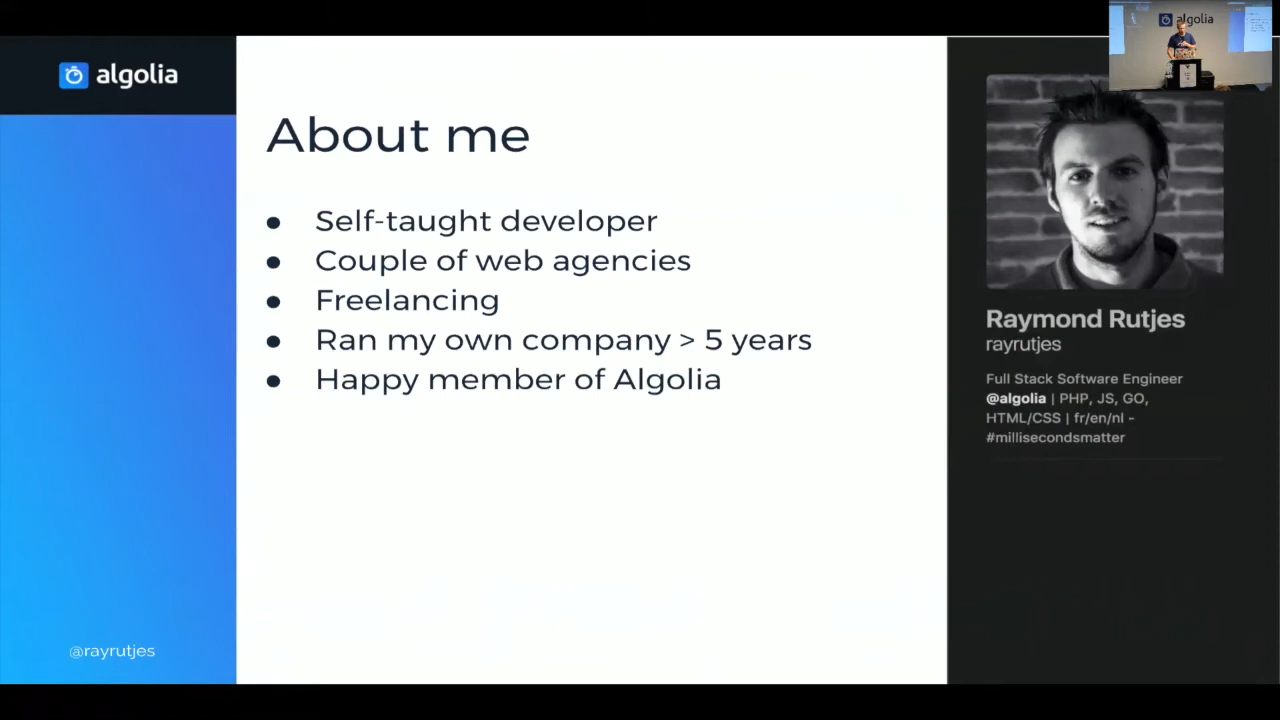 algolia
About me
● Self-taught developer
● Couple of web agencies
● Freelancing
● Ran my own company > 5 years
● Happy member of Algolia
@rayrutjes
algolia
Raymond Rutjes
rayrutjes
Full Stack Software Engineer
@algolia | PHP, JS, GO,
HTML/CSS | fr/en/nl -
#millisecondsmatter